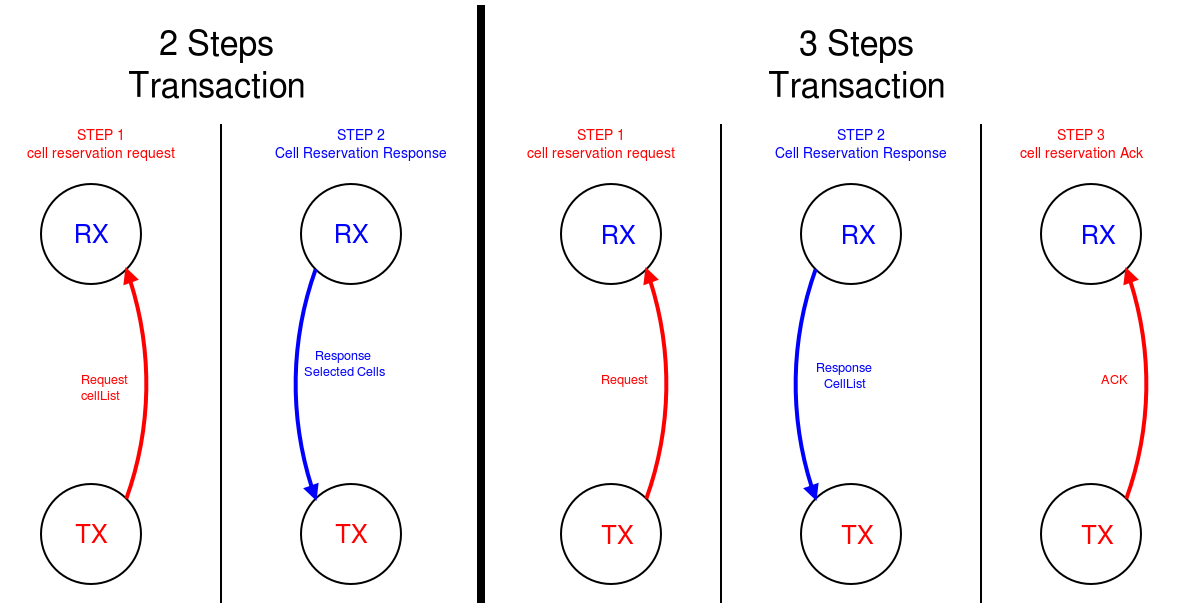 2 Steps
Transaction
STEP 1
cell reservation request
RX
Request
cellList
TX
STEP 2
Cell Reservation Response
RX
Response
Selected Cells
TX
3 Steps
Transaction
STEP 1
cell reservation request
RX
Request
TX
STEP 2
Cell Reservation Response
RX
Response
CellList
TX
STEP 3
cell reservation Ack
RX
ACK
TX